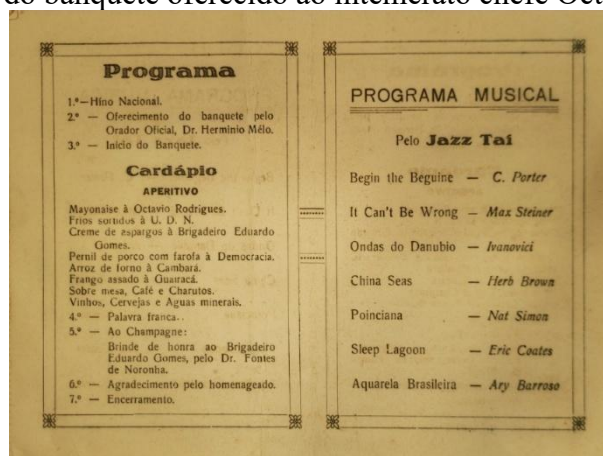 do banquete oferecido ao intemerato chefe Oct
Programa
1.º—Hino Nacional.
2.º — Oferecimento do banquete pelo
Orador Oficial, Dr. Herminio Mélo.
3.º — Inicio do Banquete.
Cardápio
APERITIVO
Mayonaise à Octavio Rodrigues.
Frios sortidos à U. D. N.
Creme de aspargos à Brigadeiro Eduardo
Gomes.
Pernil de porco com farofa à Democracia.
Arroz de forno à Cambará.
Frango assado à Guairacá.
Sobre mesa, Café e Charutos.
Vinhos, Cervejas e Aguas minerais.
4.º — Palavra franca..
5.º — Ao Champagne:
Brinde de honra ao Brigadeiro
Eduardo Gomes, pelo Dr. Fontes
de Noronha.
6.º — Agradecimento pelo homenageado.
7.º — Encerramento.
PROGRAMA MUSICAL
Pelo Jazz Taí
Begin the Beguine — C. Porter
It Can't Be Wrong — Max Steiner
Ondas do Danubio — Ivanovici
China Seas — Herb Brown
Poinciana — Nat Simon
Sleep Lagoon — Eric Coates
Aquarela Brasileira — Ary Barroso